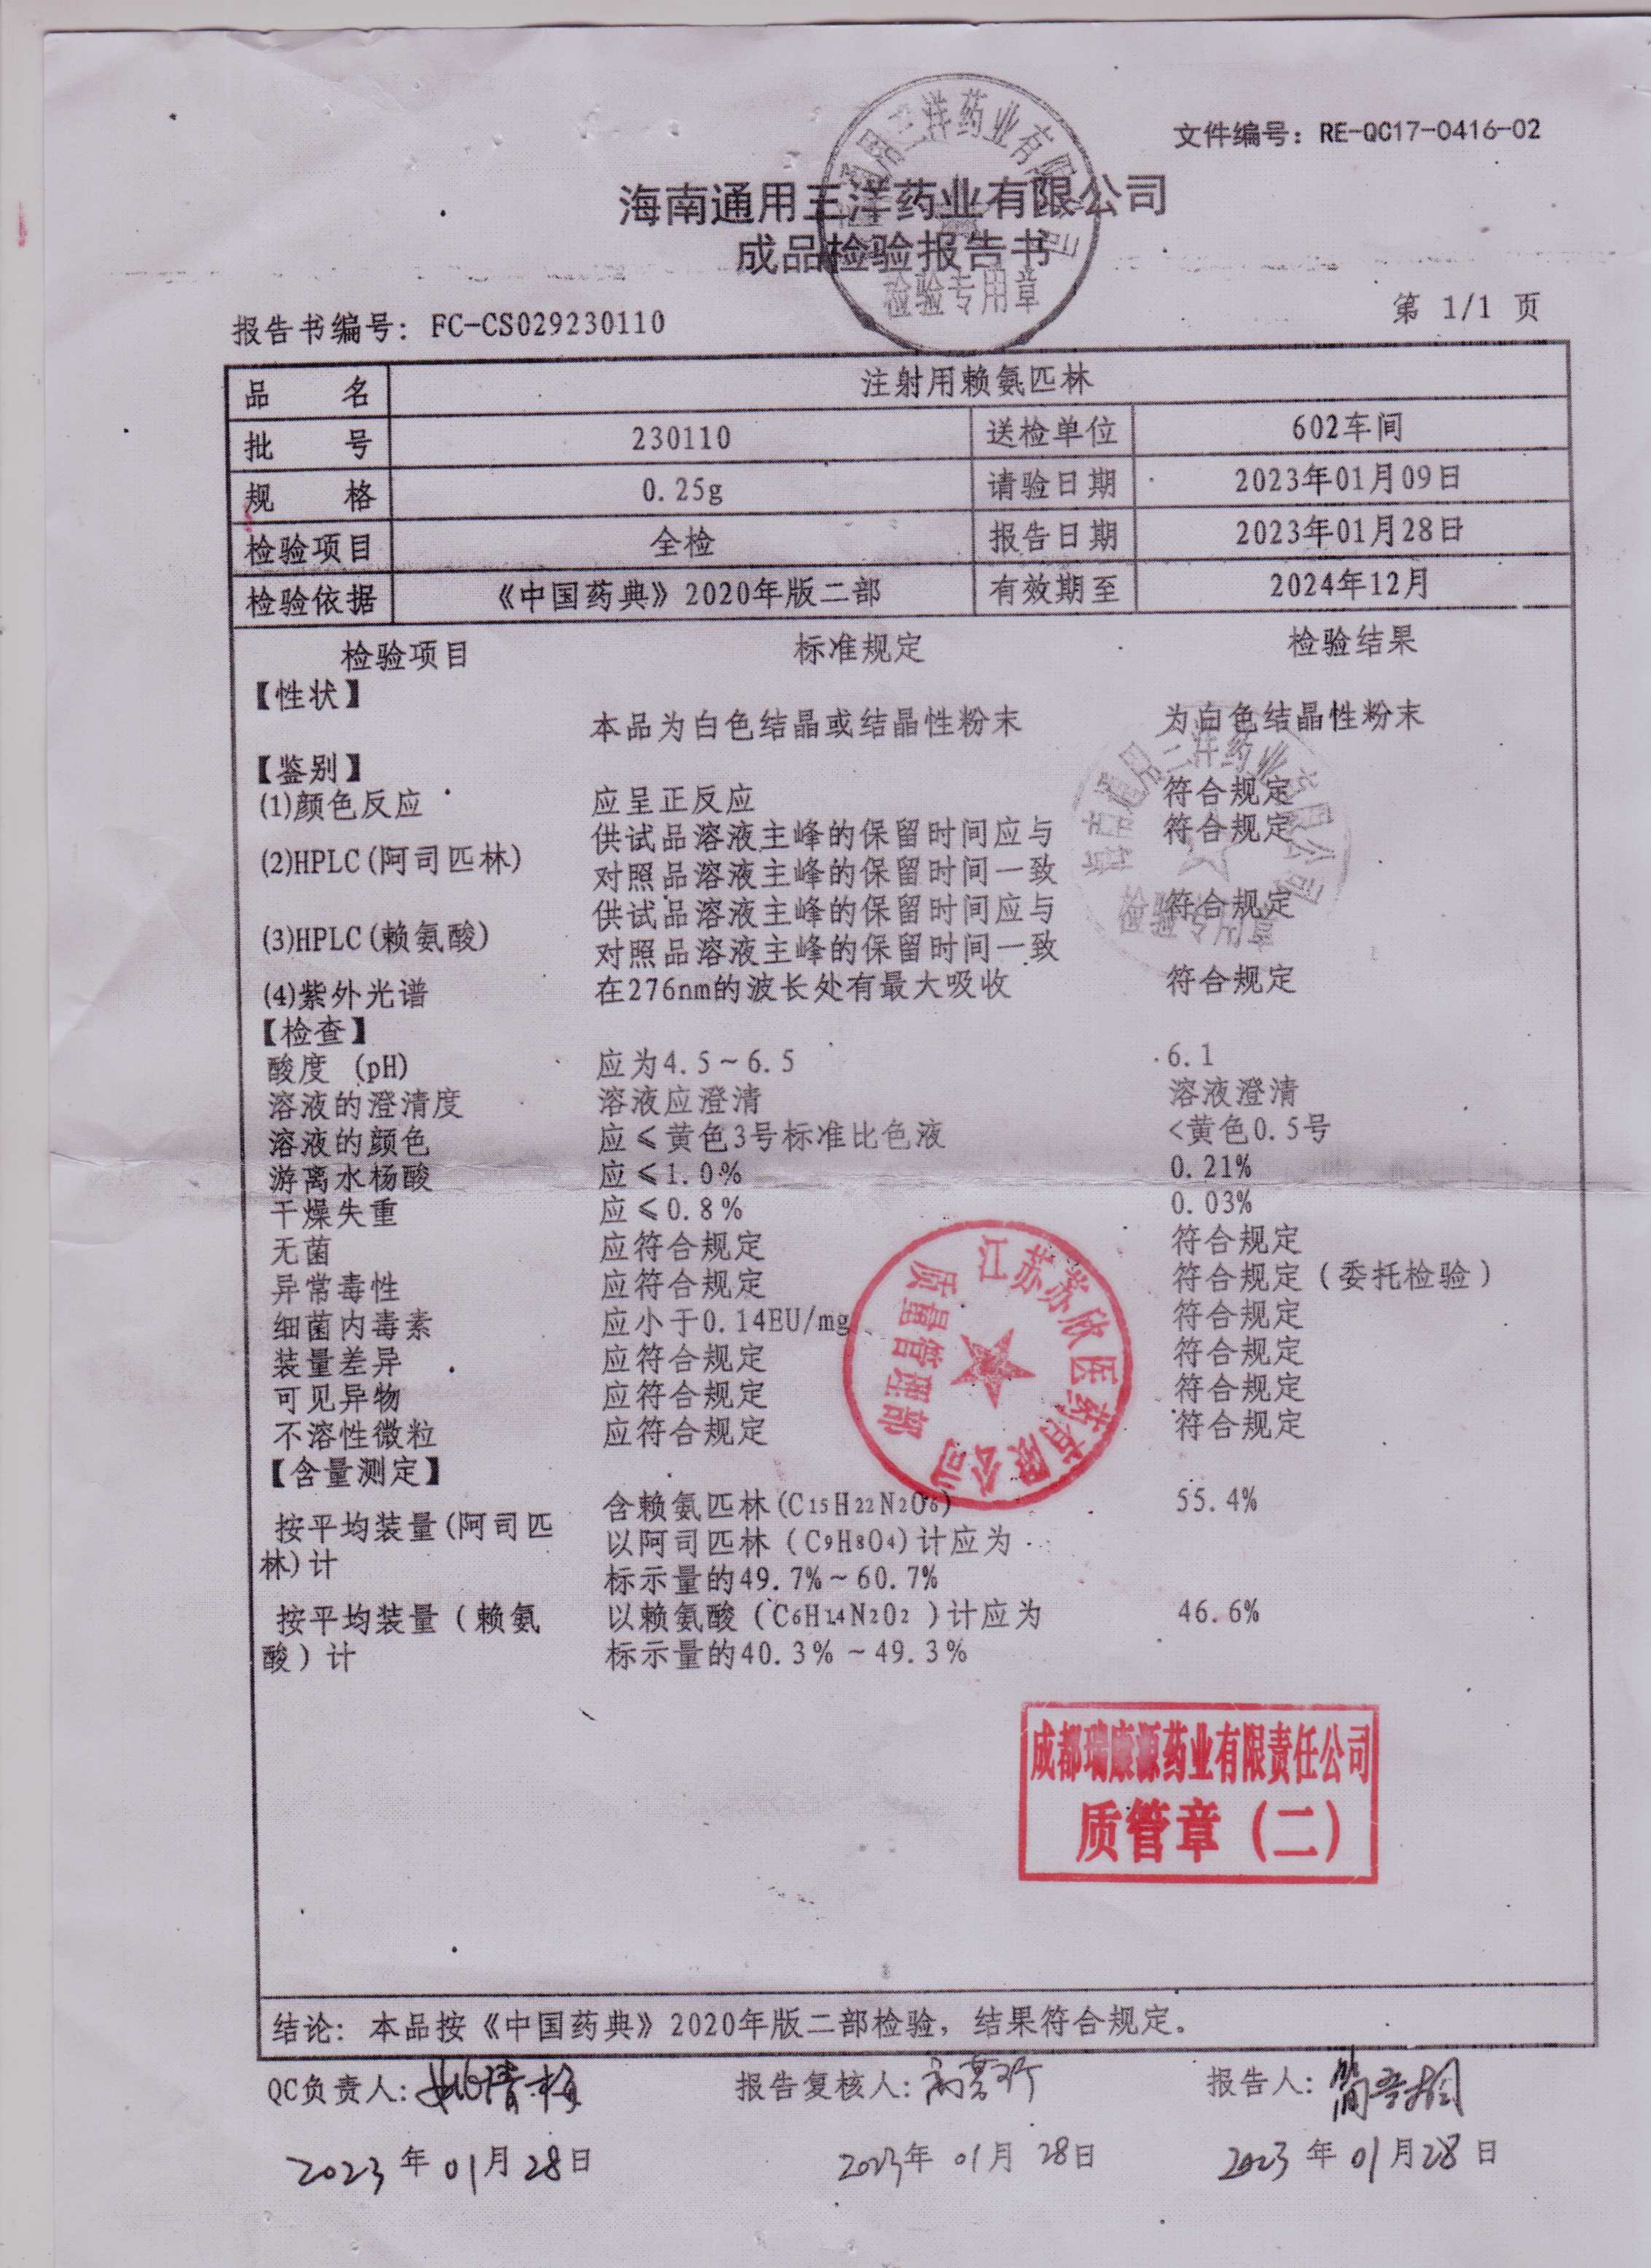 文件编号：RE-QC17-0416-02
海南通用三洋药业有限公司
成品检验报告书
检验专用章
报告书编号：FC-CS029230110
第 1/1 页
品 名 注射用赖氨匹林
批 号 230110 送检单位 602车间
规 格 0.25g 请验日期 2023年01月09日
检验项目 全检 报告日期 2023年01月28日
检验依据 《中国药典》2020年版二部 有效期至 2024年12月
检验项目 标准规定 检验结果
【性状】
本品为白色结晶或结晶性粉末 为白色结晶性粉末
【鉴别】
(1)颜色反应 应呈正反应 符合规定
(2)HPLC(阿司匹林) 供试品溶液主峰的保留时间应与 符合规定
对照品溶液主峰的保留时间一致
(3)HPLC(赖氨酸) 供试品溶液主峰的保留时间应与 符合规定
对照品溶液主峰的保留时间一致
(4)紫外光谱 在276nm的波长处有最大吸收 符合规定
检验专用章
【检查】
酸度 (pH) 应为4.5~6.5 6.1
溶液的澄清度 溶液应澄清 溶液澄清
溶液的颜色 应≤黄色3号标准比色液 <黄色0.5号
游离水杨酸 应≤1.0% 0.21%
干燥失重 应≤0.8% 0.03%
无菌 应符合规定 符合规定
异常毒性 应符合规定 符合规定（委托检验）
细菌内毒素 应小于0.14EU/mg 符合规定
装量差异 应符合规定 符合规定
可见异物 应符合规定 符合规定
不溶性微粒 应符合规定 符合规定
江苏苏欣医药有限公司
质量管理部
【含量测定】
按平均装量(阿司匹 含赖氨匹林(C15H22N2O6) 55.4%
林)计 以阿司匹林（C9H8O4)计应为
标示量的49.7%~60.7%
按平均装量（赖氨 以赖氨酸（C6H14N2O2）计应为 46.6%
酸）计 标示量的40.3%~49.3%
成都瑞康源药业有限责任公司
质管章（二）
结论：本品按《中国药典》2020年版二部检验，结果符合规定。
QC负责人： 报告复核人： 报告人：
2023年01月28日 2023年01月28日 2023年01月28日